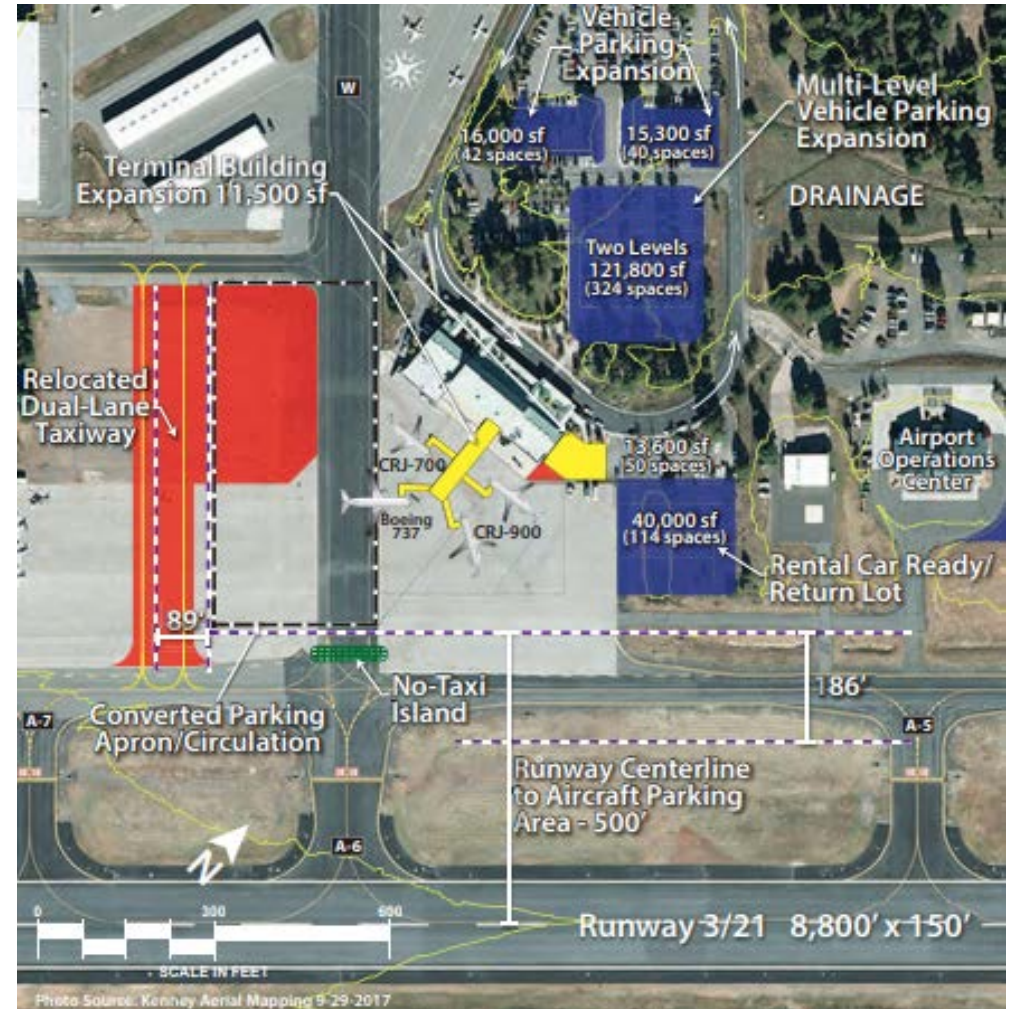 Vehicle
Parking
Expansion
Multi-Level
Vehicle Parking
Expansion
W
16,000 sf
(42 spaces)
15,300 sf
(40 spaces)
Terminal Building
Expansion 11,500 sf
DRAINAGE
Two Levels
121,800 sf
(324 spaces)
Relocated
Dual-Lane
Taxiway
CRJ-700
Boeing
737
CRJ-900
13,600 sf
50 spaces)
Airport
Operations
Center
40,000 sf
(114 spaces)
Rental Car Ready/
Return Lot
89'
No-Taxi
Island
186'
Converted Parking
Apron/Circulation
A-7
A-5
Runway Centerline
to Aircraft Parking
Area - 500'
A-6
N
0 300 600
SCALE IN FEET
Runway 3/21 8,800' x 150'
Photo Source: Kenney Aerial Mapping 9-29-2017